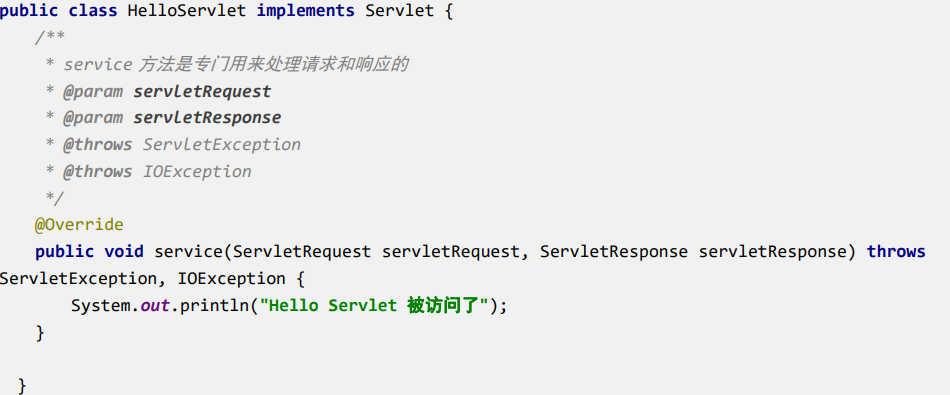 public class HelloServlet implements Servlet {
/**
* service 方法是专门用来处理请求和响应的
* @param servletRequest
* @param servletResponse
* @throws ServletException
* @throws IOException
*/
@Override
public void service(ServletRequest servletRequest, ServletResponse servletResponse) throws
ServletException, IOException {
System.out.println("Hello Servlet 被访问了");
}
}